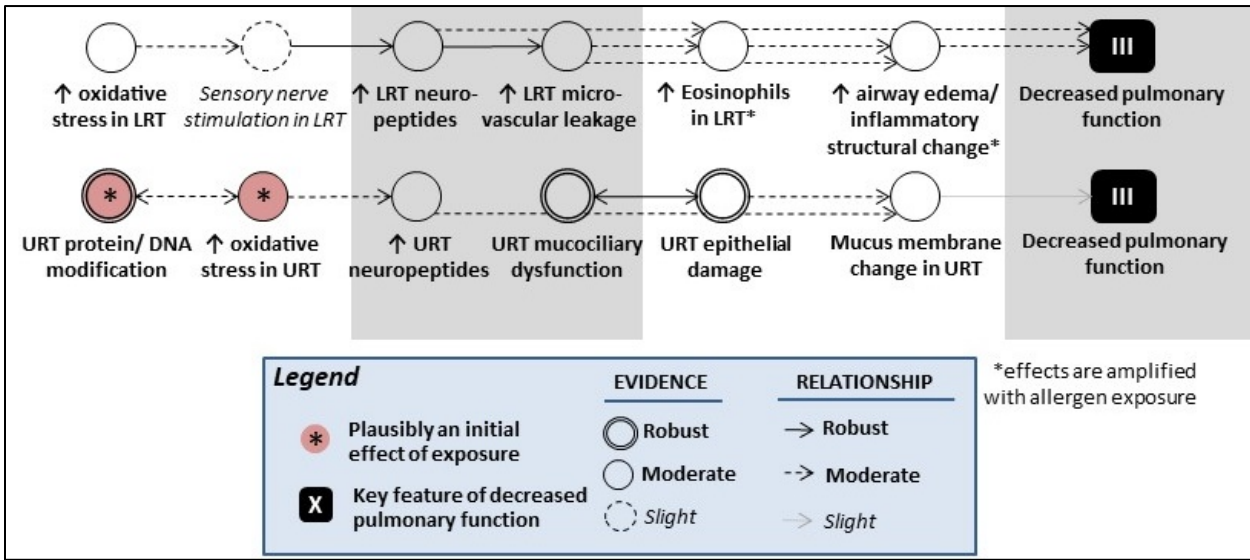 III
↑ oxidative
stress in LRT
Sensory nerve
stimulation in LRT
↑ LRT neuro-
peptides
↑ LRT micro-
vascular leakage
↑ Eosinophils
in LRT*
↑ airway edema/
inflammatory
structural change*
Decreased pulmonary
function
*
*
III
URT protein/ DNA
modification
↑ oxidative
stress in URT
↑ URT
neuropeptides
URT mucociliary
dysfunction
URT epithelial
damage
Mucus membrane
change in URT
Decreased pulmonary
function
Legend
EVIDENCE
RELATIONSHIP
* Plausibly an initial
effect of exposure
X Key feature of decreased
pulmonary function
Robust
Moderate
Slight
Robust
Moderate
Slight
*effects are amplified
with allergen exposure